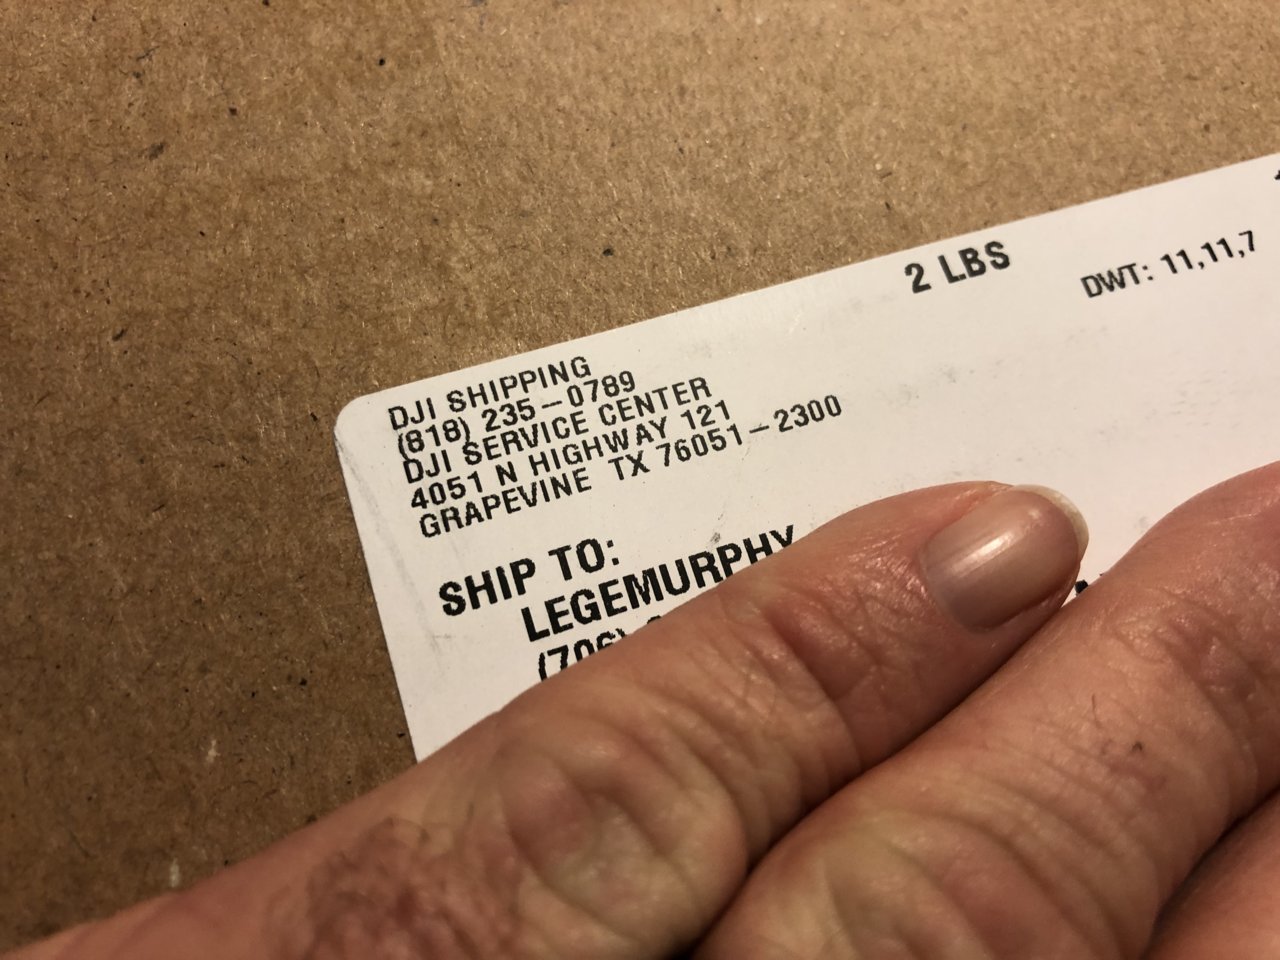 2 LBS
DWT: 11,11,7
DJI SHIPPING
(818) 235-0789
DJI SERVICE CENTER
4051 N HIGHWAY 121
GRAPEVINE TX 76051-2300
SHIP TO:
LEGEMURPHY
(706)